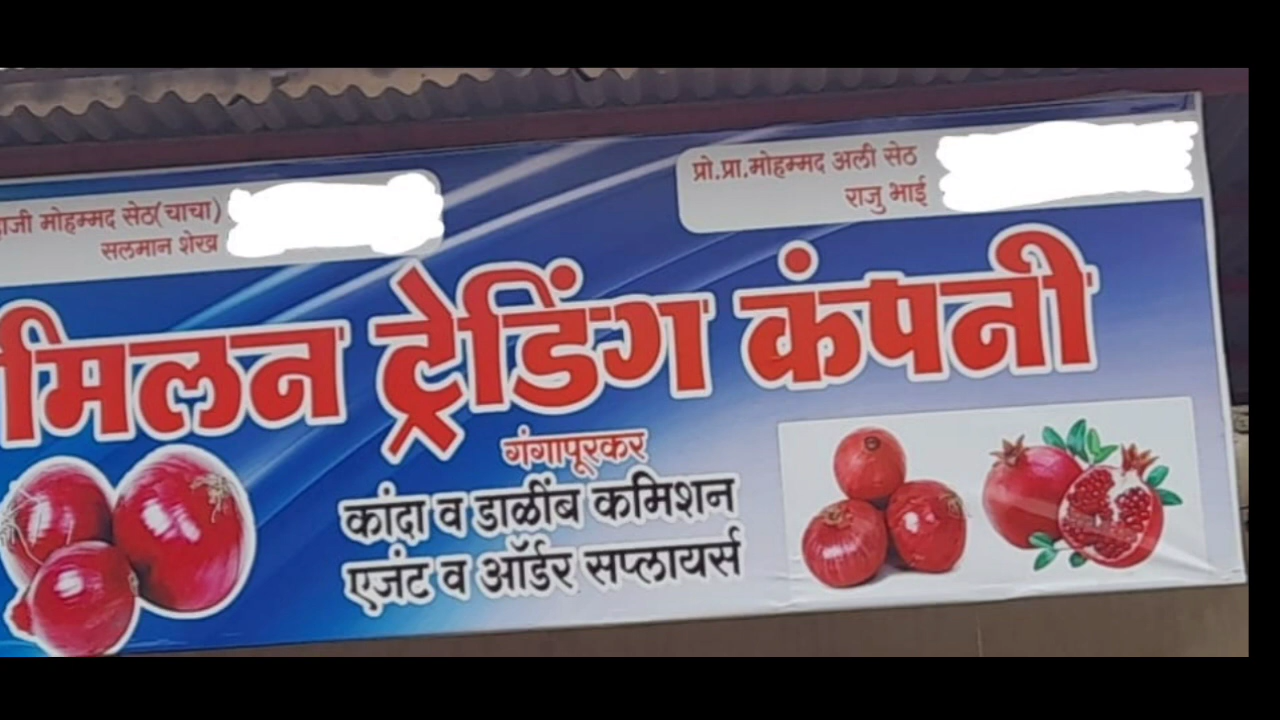 मोहम्मद सेठ(चाचा)
सलमान शेख
प्रो.प्रा.मोहम्मद अली सेठ
राजु भाई
मिलन ट्रेडिंग कंपनी
गंगापूरकर
कांदा व डाळींब कमिशन
एजंट व ऑर्डर सप्लायर्स